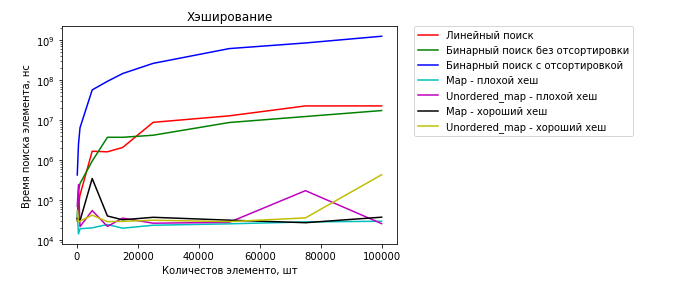 Хэширование
Время поиска элемента, нс
10⁹
10⁸
10⁷
10⁶
10⁵
10⁴
0
20000
40000
60000
80000
100000
Количестов элементо, шт
Линейный поиск
Бинарный поиск без отсортировки
Бинарный поиск с отсортировкой
Map - плохой хеш
Unordered_map - плохой хеш
Map - хороший хеш
Unordered_map - хороший хеш